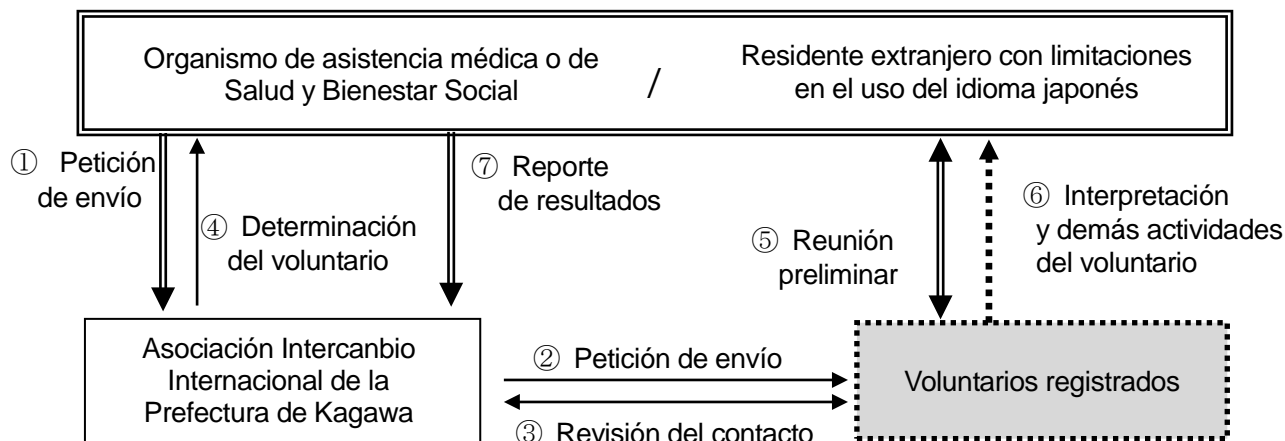 Organismo de asistencia médica o de
Salud y Bienestar Social
/
Residente extranjero con limitaciones
en el uso del idioma japonés
① Petición
de envío
④ Determinación
del voluntario
⑦ Reporte
de resultados
⑤ Reunión
preliminar
⑥ Interpretación
y demás actividades
del voluntario
Asociación Intercanbio
Internacional de la
Prefectura de Kagawa
② Petición de envío
③ Revisión del contacto
Voluntarios registrados